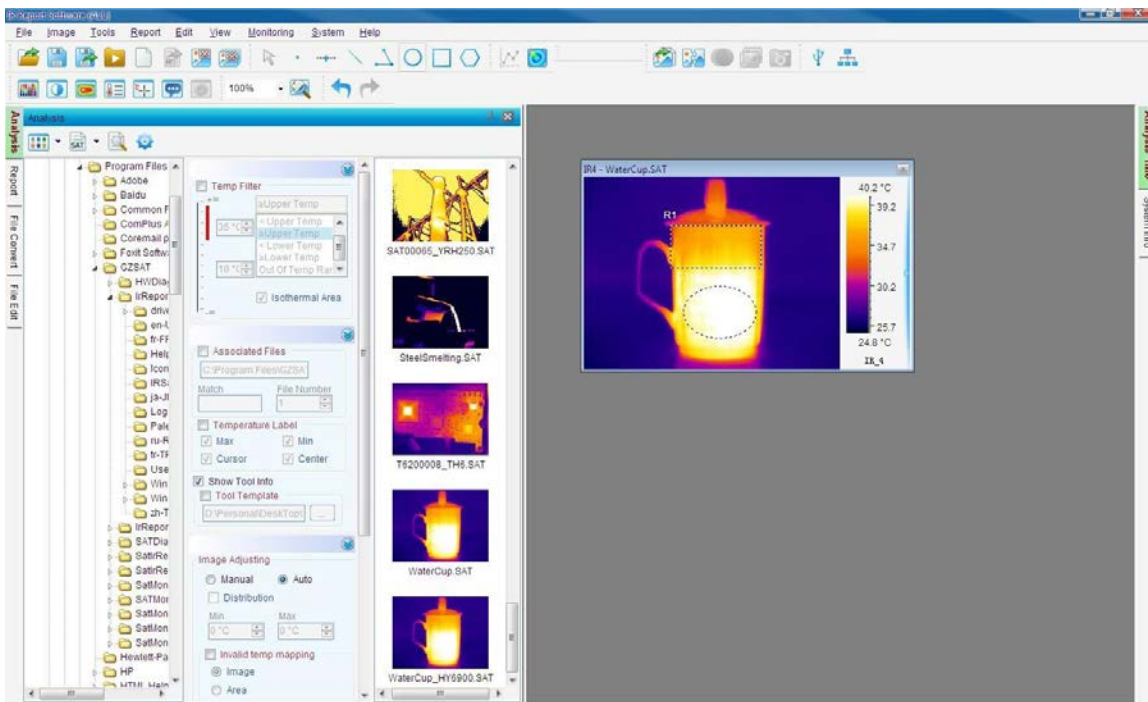 IR Report Software
File Image Tools Report Edit View Monitoring System Help
100%
Analysis
Analysis
Report
File Convert
File Edit
SAT
Program Files
Adobe
Baidu
Common F
ComPlus A
Coremail p
Foxit Softw
GZSAT
HWDia
IrRepor
drive
en-U
fr-FF
Help
Icon
IRS
ja-JI
Log
Pale
ru-R
tr-TF
Use
Win
Win
zh-T
IrRepor
SATDia
SatIrRe
SatIrRe
SatMon
SATMor
SatMon
SatMon
SatMon
Hewlett-Pa
HP
HTML Help
Temp Filter
≥Upper Temp
35 °C
< Upper Temp
≥Upper Temp
< Lower Temp
≥Lower Temp
Out Of Temp Ran
10 °C
Isothermal Area
Associated Files
C:\Program Files\GZSA
Match File Number
1
Temperature Label
Max Min
Cursor Center
Show Tool Info
Tool Template
D:\Personal\DeskTop\ ...
Image Adjusting
Manual Auto
Distribution
Min Max
0 °C 0 °C
Invalid temp mapping
Image
Area
SAT00065_YRH250.SAT
SteelSmelting.SAT
T6200008_TH6.SAT
WaterCup.SAT
WaterCup_HY6900.SAT
IR4 - WaterCup.SAT
R1
40.2 °C
39.2
34.7
30.2
25.7
24.8 °C
IR_4
System Info